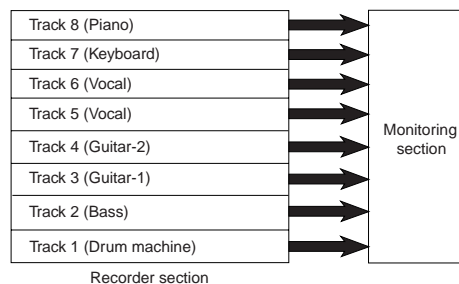 Track 8 (Piano)
Track 7 (Keyboard)
Track 6 (Vocal)
Track 5 (Vocal)
Track 4 (Guitar-2)
Track 3 (Guitar-1)
Track 2 (Bass)
Track 1 (Drum machine)
Recorder section
Monitoring
section